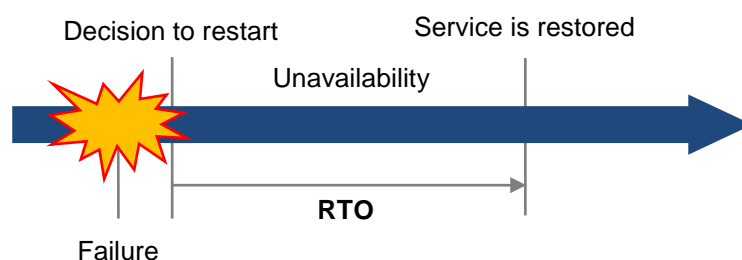 Decision to restart
Service is restored
Unavailability
RTO
Failure